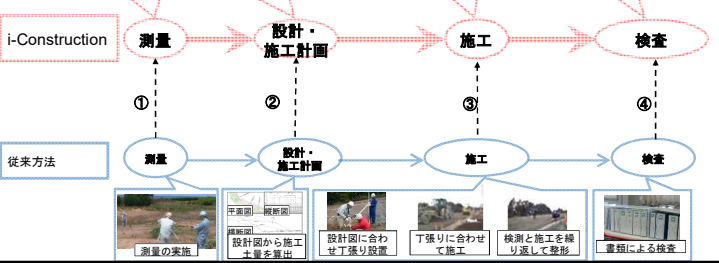 i-Construction
測量
設計・
施工計画
施工
検査
①
②
③
④
従来方法
測量
設計・
施工計画
施工
検査
測量の実施
平面図
縦断図
横断図
設計図から施工
土量を算出
設計図に合わ
せ丁張り設置
丁張りに合わせ
て施工
検測と施工を繰
り返して整形
書類による検査